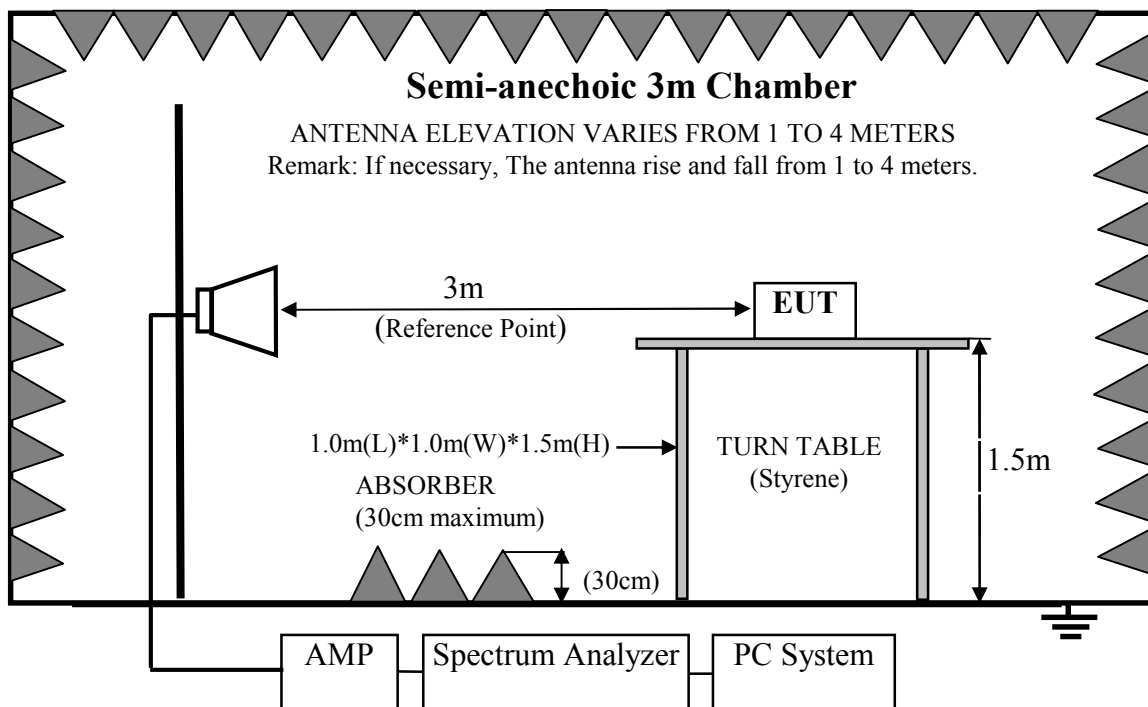 Semi-anechoic 3m Chamber
ANTENNA ELEVATION VARIES FROM 1 TO 4 METERS
Remark: If necessary, The antenna rise and fall from 1 to 4 meters.
3m
(Reference Point)
EUT
1.0m(L)*1.0m(W)*1.5m(H)
TURN TABLE
(Styrene)
1.5m
ABSORBER
(30cm maximum)
(30cm)
AMP
Spectrum Analyzer
PC System